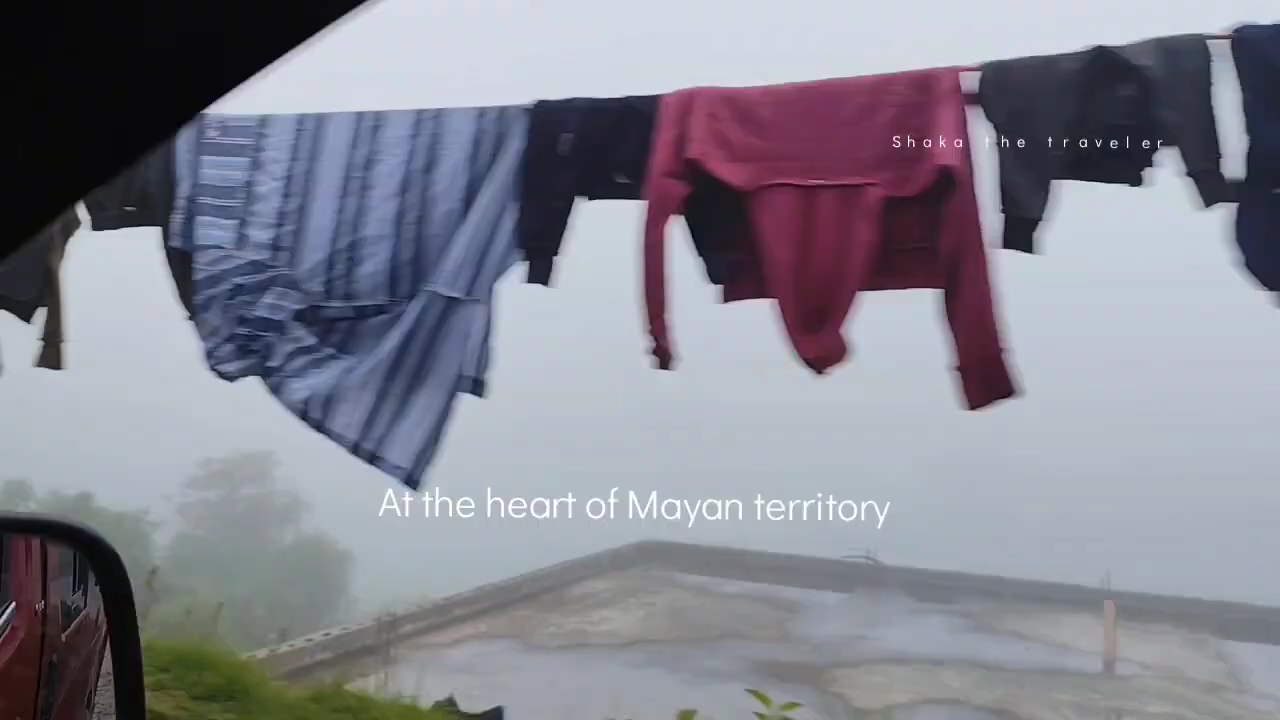 Shaka the traveler
At the heart of Mayan territory